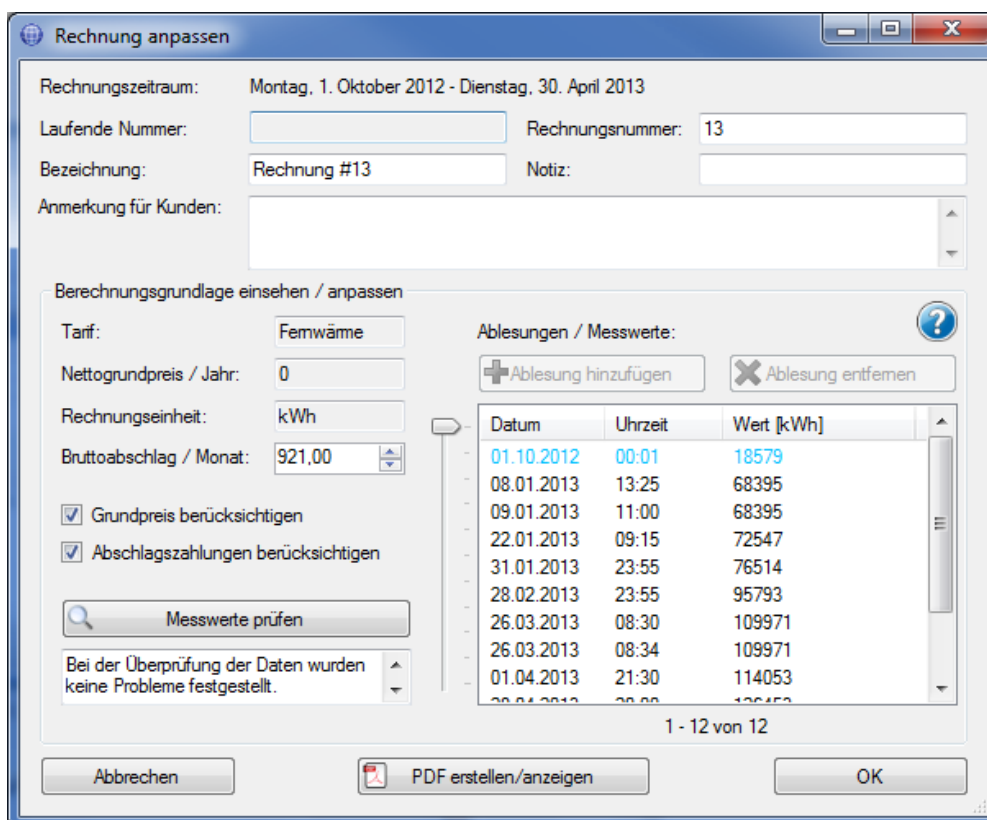 Rechnung anpassen
Rechnungszeitraum: Montag, 1. Oktober 2012 - Dienstag, 30. April 2013
Laufende Nummer: Rechnungsnummer: 13
Bezeichnung: Rechnung #13 Notiz:
Anmerkung für Kunden:
Berechnungsgrundlage einsehen / anpassen
Tarif: Fernwärme Ablesungen / Messwerte: ?
Nettogrundpreis / Jahr: 0 Ablesung hinzufügen Ablesung entfernen
Rechnungseinheit: kWh
Bruttoabschlag / Monat: 921,00
Grundpreis berücksichtigen
Abschlagszahlungen berücksichtigen
Messwerte prüfen
Bei der Überprüfung der Daten wurden
keine Probleme festgestellt.
Datum Uhrzeit Wert [kWh]
01.10.2012 00:01 18579
08.01.2013 13:25 68395
09.01.2013 11:00 68395
22.01.2013 09:15 72547
31.01.2013 23:55 76514
28.02.2013 23:55 95793
26.03.2013 08:30 109971
26.03.2013 08:34 109971
01.04.2013 21:30 114053
1 - 12 von 12
Abbrechen PDF erstellen/anzeigen OK